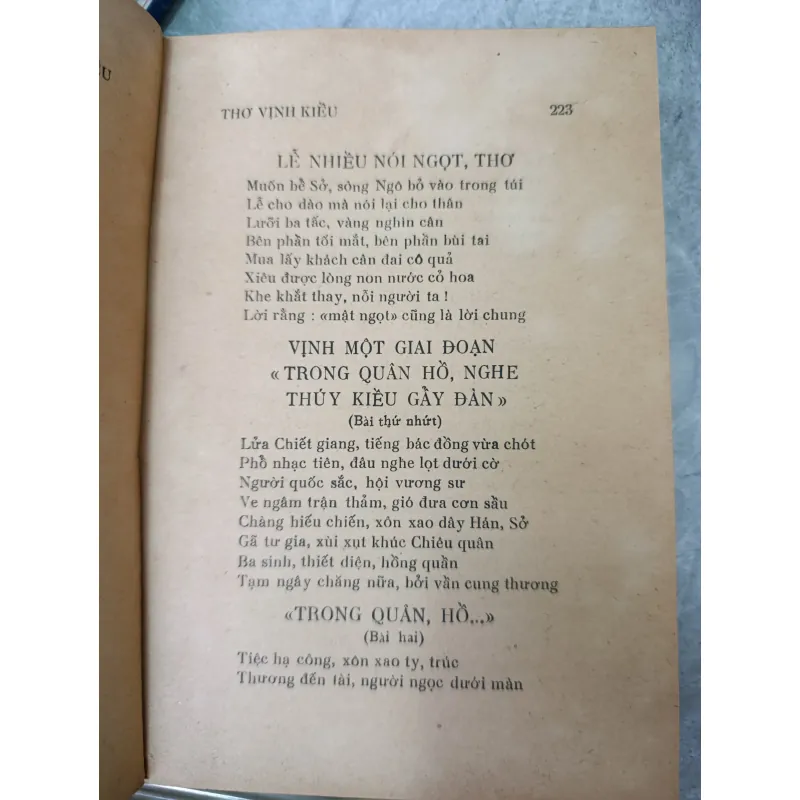 ỀU
THƠ VỊNH KIỀU 223
LỄ NHIỀU NÓI NGỌT, THƠ
Muốn bề Sở, sòng Ngô bỏ vào trong túi
Lễ cho dào mà nói lại cho thân
Lưỡi ba tấc, vàng nghìn cân
Bên phần tối mắt, bên phần bùi tai
Mua lấy khách cân đai cô quả
Xiêu được lòng non nước cỏ hoa
Khe khắt thay, nỗi người ta !
Lời rằng : «mật ngọt» cũng là lời chung
VỊNH MỘT GIAI ĐOẠN
«TRONG QUÂN HỒ, NGHE
THÚY KIỀU GẨY ĐÀN»
(Bài thứ nhứt)
Lửa Chiết giang, tiếng bác đồng vừa chót
Phổ nhạc tiên, đâu nghe lọt dưới cờ
Người quốc sắc, hội vương sư
Ve ngâm trận thảm, gió đưa cơn sầu
Chàng hiếu chiến, xôn xao dây Hán, Sở
Gã tư gia, xùi xụt khúc Chiêu quân
Ba sinh, thiết diện, hồng quần
Tạm ngây chăng nữa, bởi vần cung thương
«TRONG QUÂN, HỒ...»
(Bài hai)
Tiệc hạ công, xôn xao ty, trúc
Thương đến tài, người ngọc dưới màn